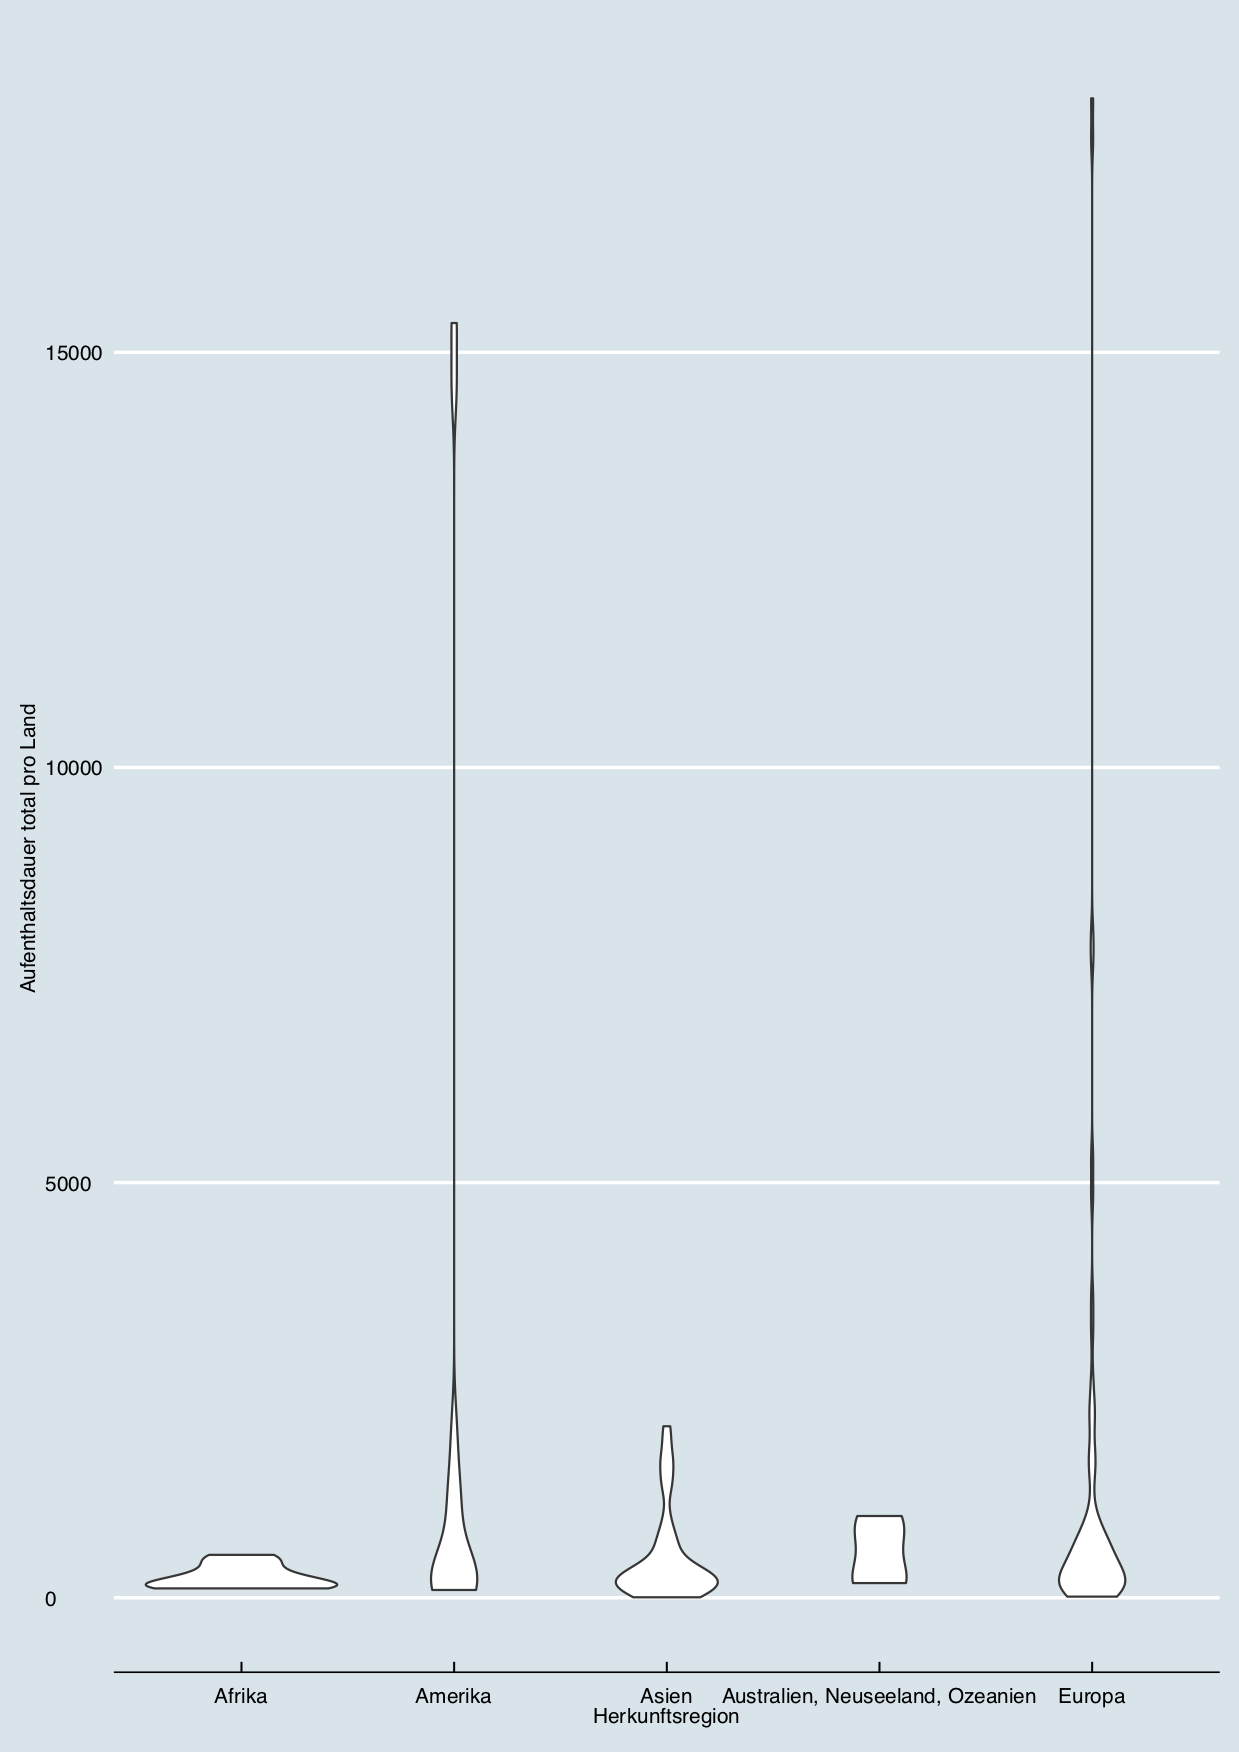 15000
10000
5000
0
Aufenthaltsdauer total pro Land
Afrika Amerika Asien Australien, Neuseeland, Ozeanien Europa
Herkunftsregion